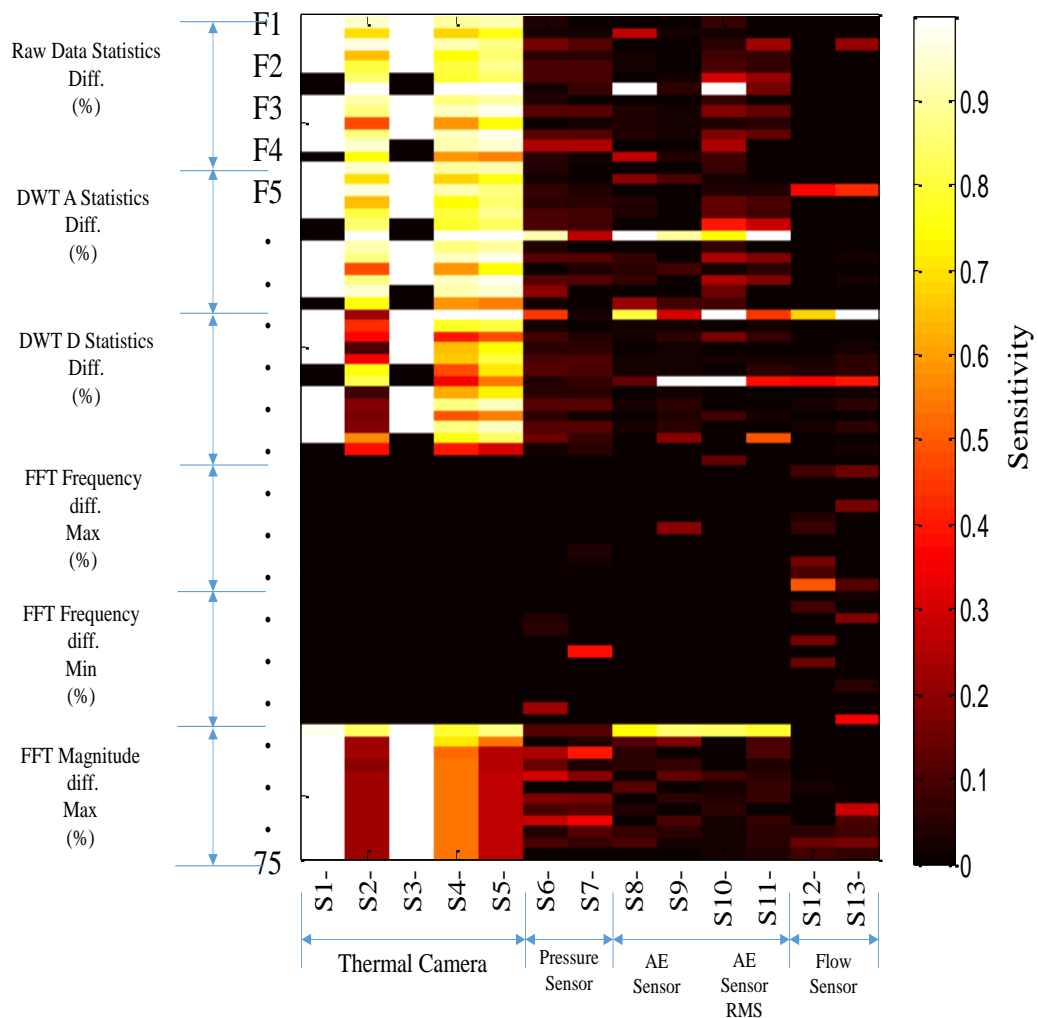 F1
Raw Data Statistics
Diff.
(%)
F2
F3
F4
DWT A Statistics
Diff.
(%)
F5
DWT D Statistics
Diff.
(%)
FFT Frequency
diff.
Max
(%)
FFT Frequency
diff.
Min
(%)
FFT Magnitude
diff.
Max
(%)
75
S1-
S2-
S3-
S4-
S5-
S6-
S7-
S8-
S9-
S10-
S11-
S12-
S13-
Thermal Camera
Pressure
Sensor
AE
Sensor
AE
Sensor
RMS
Flow
Sensor
0.9
0.8
0.7
0.6
0.5
0.4
0.3
0.2
0.1
0
Sensitivity